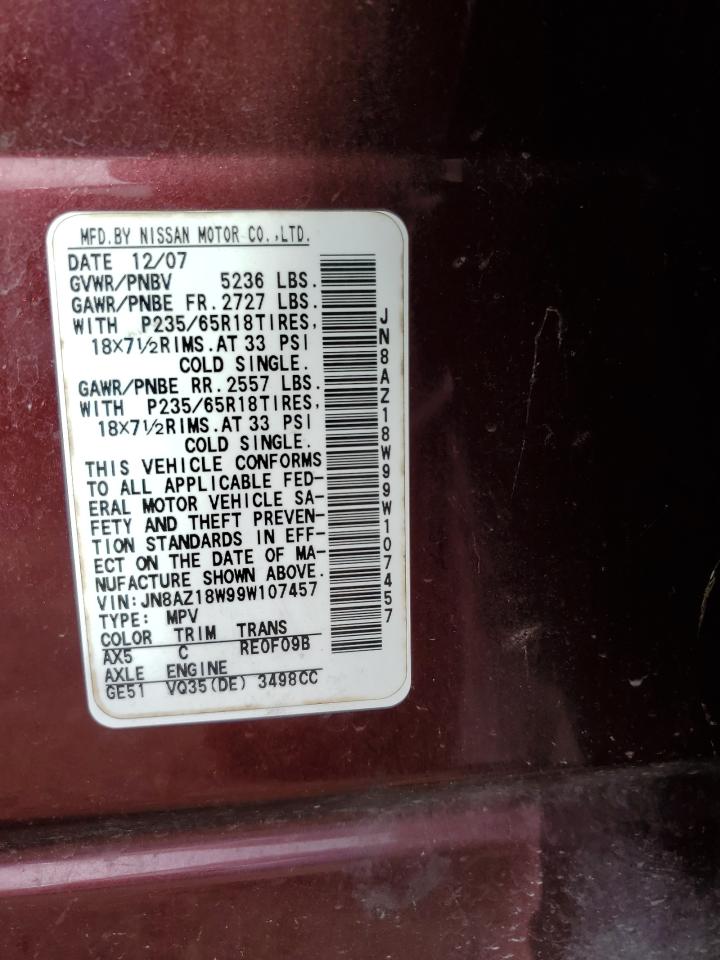 MFD.BY NISSAN MOTOR CO.,LTD.
DATE 12/07
GVWR/PNBV 5236 LBS.
GAWR/PNBE FR.2727 LBS.
WITH P235/65R18TIRES,
18×7½RIMS.AT 33 PSI
COLD SINGLE.
GAWR/PNBE RR.2557 LBS.
WITH P235/65R18TIRES,
18×7½RIMS.AT 33 PSI
COLD SINGLE.
THIS VEHICLE CONFORMS
TO ALL APPLICABLE FED-
ERAL MOTOR VEHICLE SA-
FETY AND THEFT PREVEN-
TION STANDARDS IN EFF-
ECT ON THE DATE OF MA-
NUFACTURE SHOWN ABOVE.
VIN:JN8AZ18W99W107457
TYPE: MPV
COLOR TRIM TRANS
AX5 C RE0F09B
AXLE ENGINE
GE51 VQ35(DE) 3498CC
JN8AZ18W99W107457